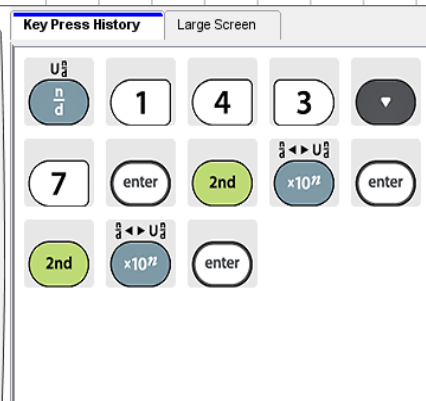 Key Press History Large Screen
U n/d
n/d 1 4 3 ▼
n/d ◄► U n/d
7 enter 2nd ×10ⁿ enter
n/d ◄► U n/d
2nd ×10ⁿ enter